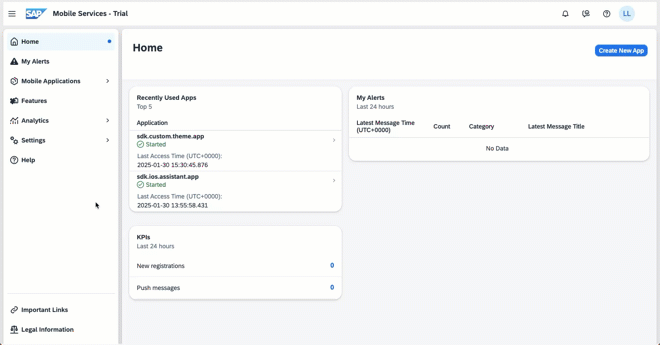 SAP Mobile Services - Trial
LL
Home
My Alerts
Mobile Applications
Features
Analytics
Settings
Help
Important Links
Legal Information
Home
Create New App
Recently Used Apps
Top 5
Application
sdk.custom.theme.app
Started
Last Access Time (UTC+0000):
2025-01-30 15:30:45.876
sdk.ios.assistant.app
Started
Last Access Time (UTC+0000):
2025-01-30 13:55:58.431
KPIs
Last 24 hours
New registrations 0
Push messages 0
My Alerts
Last 24 hours
Latest Message Time
(UTC+0000)
Count
Category
Latest Message Title
No Data